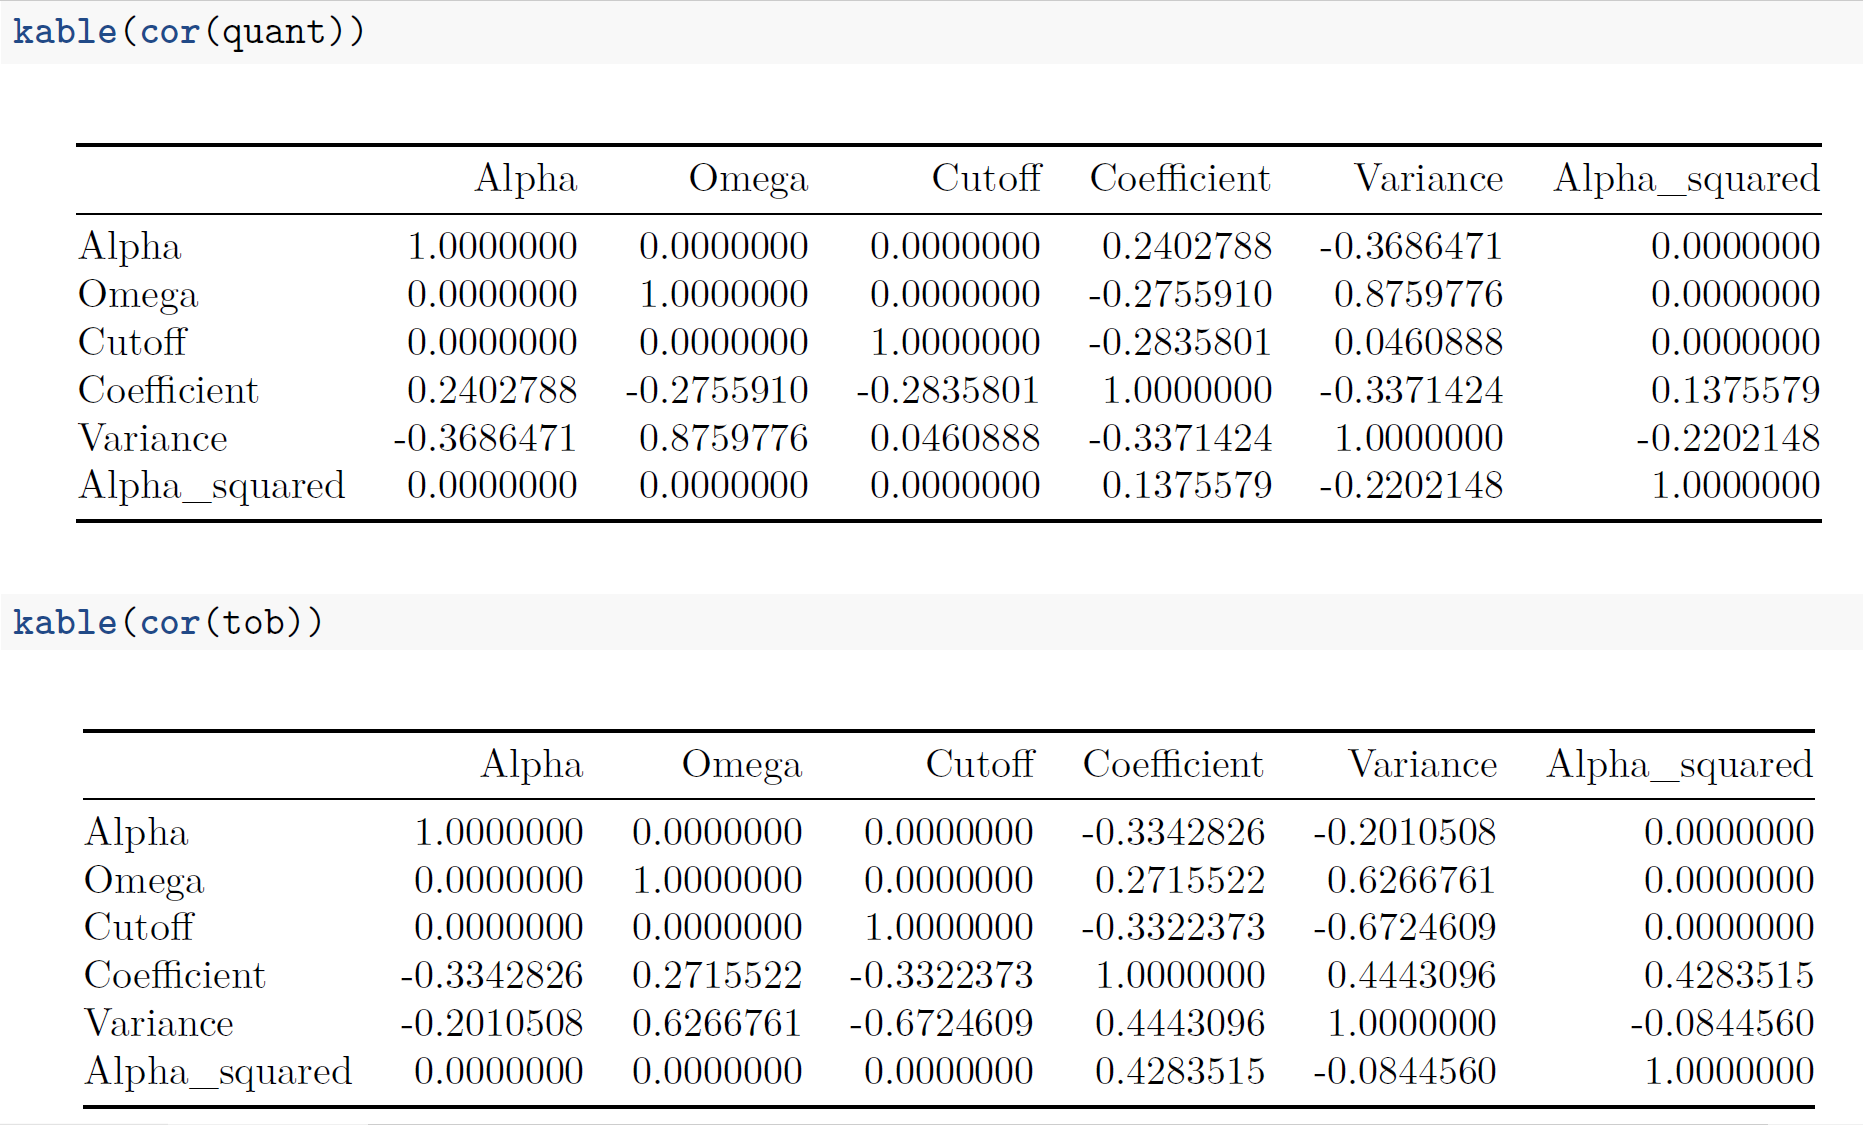 kable(cor(quant))
Alpha Omega Cutoff Coefficient Variance Alpha_squared
Alpha 1.0000000 0.0000000 0.0000000 0.2402788 -0.3686471 0.0000000
Omega 0.0000000 1.0000000 0.0000000 -0.2755910 0.8759776 0.0000000
Cutoff 0.0000000 0.0000000 1.0000000 -0.2835801 0.0460888 0.0000000
Coefficient 0.2402788 -0.2755910 -0.2835801 1.0000000 -0.3371424 0.1375579
Variance -0.3686471 0.8759776 0.0460888 -0.3371424 1.0000000 -0.2202148
Alpha_squared 0.0000000 0.0000000 0.0000000 0.1375579 -0.2202148 1.0000000
kable(cor(tob))
Alpha Omega Cutoff Coefficient Variance Alpha_squared
Alpha 1.0000000 0.0000000 0.0000000 -0.3342826 -0.2010508 0.0000000
Omega 0.0000000 1.0000000 0.0000000 0.2715522 0.6266761 0.0000000
Cutoff 0.0000000 0.0000000 1.0000000 -0.3322373 -0.6724609 0.0000000
Coefficient -0.3342826 0.2715522 -0.3322373 1.0000000 0.4443096 0.4283515
Variance -0.2010508 0.6266761 -0.6724609 0.4443096 1.0000000 -0.0844560
Alpha_squared 0.0000000 0.0000000 0.0000000 0.4283515 -0.0844560 1.0000000